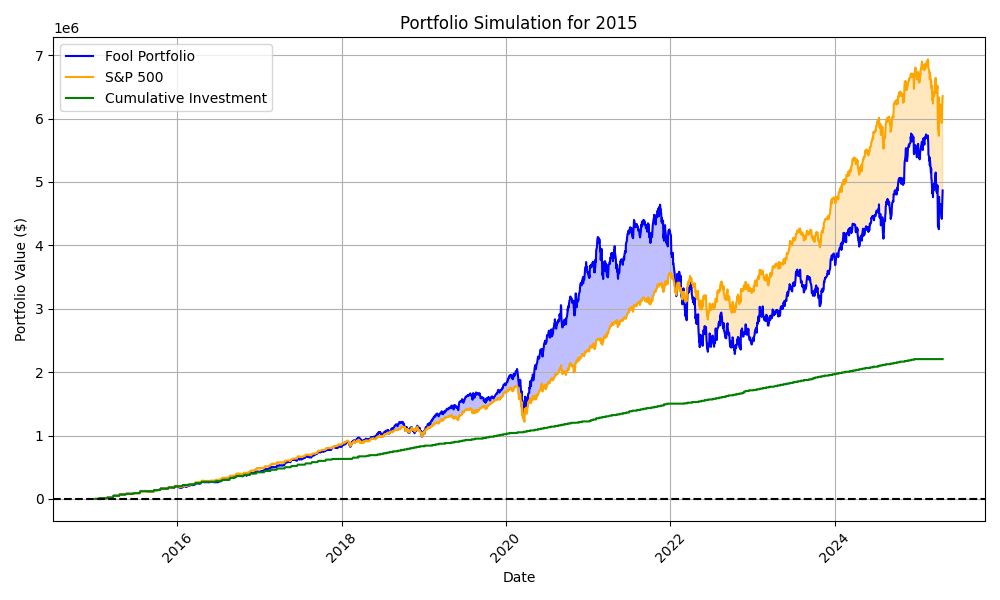 Portfolio Simulation for 2015
1e6
Fool Portfolio
S&P 500
Cumulative Investment
7
6
5
4
3
2
1
0
Portfolio Value ($)
2016
2018
2020
2022
2024
Date